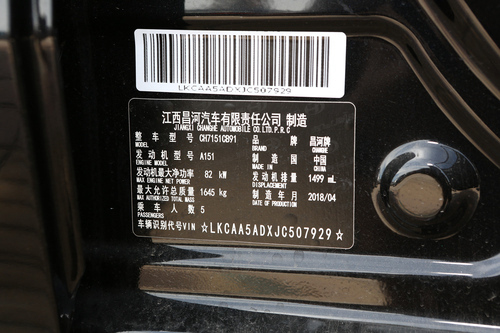 LKCAA5ADXJC507929
江西昌河汽车有限责任公司 制造
JIANGXI CHANGHE AUTOMOBILE CO.,LTD.P.R.C
整车型号 CH7151CB91 品牌 昌河牌
MODEL BRAND CHANGHE
发动机型号 A151 制造国 中国
ENGINE MODEL COUNTRY CHINA
发动机最大净功率 82 kW 发动机排量 1499 mL
MAX ENGINE NET POWER DISPLACEMENT
最大允许总质量 1645 kg 制造年月 2018/04
MAX AUTHORIZED TOTAL MASS DATE OF PRODUCTION
乘车人数 5
PASSENGERS
车辆识别代号VIN ☆LKCAA5ADXJC507929☆